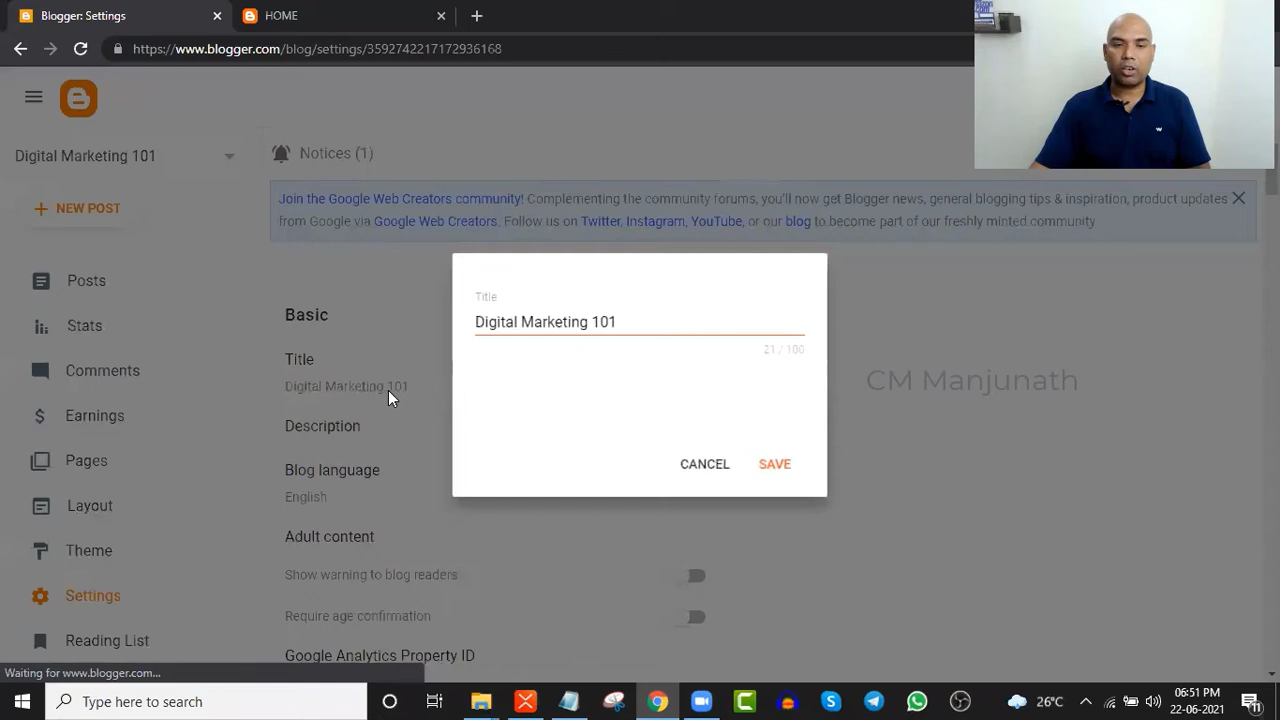 Blogger: Settings
HOME
https://www.blogger.com/blog/settings/3592742217172936168
Digital Marketing 101
Notices (1)
NEW POST
Join the Google Web Creators community! Complementing the community forums, you'll now get Blogger news, general blogging tips & inspiration, product updates
from Google via Google Web Creators. Follow us on Twitter, Instagram, YouTube, or our blog to become part of our freshly minted community
Posts
Stats
Comments
Earnings
Pages
Layout
Theme
Settings
Reading List
Basic
Title
Digital Marketing 101
Description
Blog language
English
Adult content
Show warning to blog readers
Require age confirmation
Google Analytics Property ID
Title
Digital Marketing 101
21 / 100
CANCEL
SAVE
CM Manjunath
Waiting for www.blogger.com...
Type here to search
26°C
06:51 PM
22-06-2021
11